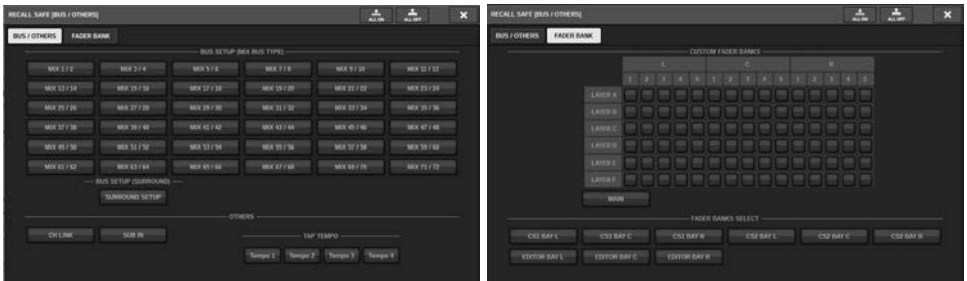 RECALL SAFE [BUS / OTHERS]
ALL ON
ALL OFF
BUS / OTHERS
FADER BANK
BUS SETUP (MIX BUS TYPE)
MIX 1 / 2
MIX 3 / 4
MIX 5 / 6
MIX 7 / 8
MIX 9 / 10
MIX 11 / 12
MIX 13 / 14
MIX 15 / 16
MIX 17 / 18
MIX 19 / 20
MIX 21 / 22
MIX 23 / 24
MIX 25 / 26
MIX 27 / 28
MIX 29 / 30
MIX 31 / 32
MIX 33 / 34
MIX 35 / 36
MIX 37 / 38
MIX 39 / 40
MIX 41 / 42
MIX 43 / 44
MIX 45 / 46
MIX 47 / 48
MIX 49 / 50
MIX 51 / 52
MIX 53 / 54
MIX 55 / 56
MIX 57 / 58
MIX 59 / 60
MIX 61 / 62
MIX 63 / 64
MIX 65 / 66
MIX 67 / 68
MIX 69 / 70
MIX 71 / 72
BUS SETUP (SURROUND)
SURROUND SETUP
OTHERS
CH LINK
SUB IN
TAP TEMPO
Tempo 1
Tempo 2
Tempo 3
Tempo 4
RECALL SAFE [BUS / OTHERS]
ALL ON
ALL OFF
BUS / OTHERS
FADER BANK
CUSTOM FADER BANKS
L
C
R
1 2 3 4 5 1 2 3 4 5 1 2 3 4 5
LAYER A
LAYER B
LAYER C
LAYER D
LAYER E
LAYER F
MAIN
FADER BANKS SELECT
CS1 BAY L
CS1 BAY C
CS1 BAY R
CS2 BAY L
CS2 BAY C
CS2 BAY R
EDITOR BAY L
EDITOR BAY C
EDITOR BAY R